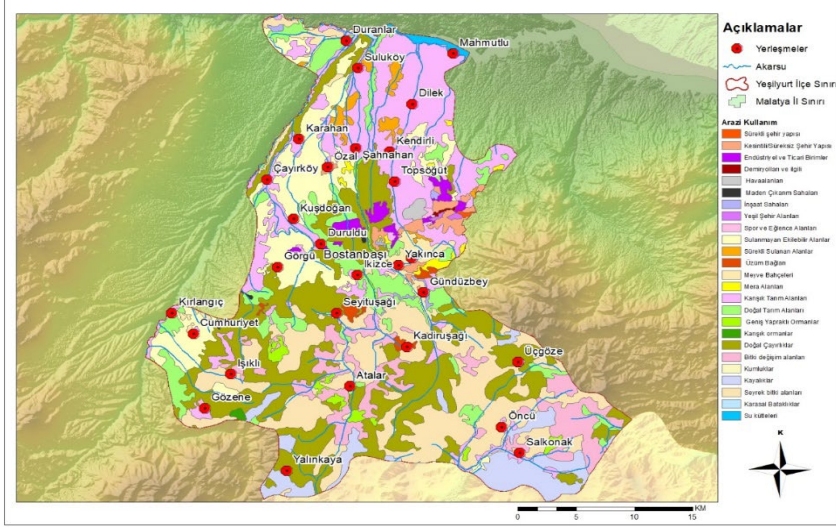 Duranlar
Mahmutlu
Suluköy
Dilek
Karahan
Kendirli
Özal
Şahnahan
Çayırköy
Topsöğüt
Kuşdoğan
Duruldu
Bostanbaşı
Yakınca
İkizce
Görgü
Gündüzbey
Kırlangıç
Seyituşağı
Cumhuriyet
Kadıruşağı
Üçgöze
Işıklı
Atalar
Gözene
Öncü
Salkonak
Yalınkaya
Açıklamalar
Yerleşmeler
Akarsu
Yeşilyurt İlçe Sınırı
Malatya İl Sınırı
Arazi Kullanım
Sürekli şehir yapısı
Kesintili/Süreksiz Şehir Yapısı
Endüstriyel ve Ticari Birimler
Demiryolları ve ilgili
Havaalanları
Maden Çıkarım Sahaları
İnşaat Sahaları
Yeşil Şehir Alanları
Spor ve Eğlence Alanları
Sulanmayan Ekilebilir Alanlar
Sürekli Sulanan Alanlar
Üzüm Bağları
Meyve Bahçeleri
Mera Alanları
Karışık Tarım Alanları
Doğal Tarım Alanları
Geniş Yapraklı Ormanlar
Karışık ormanlar
Doğal Çayırlıklar
Bitki değişim alanları
Kumluklar
Kayalıklar
Seyrek bitki alanları
Karasal Bataklıklar
Su kütleleri
K
KM
0 5 10 15